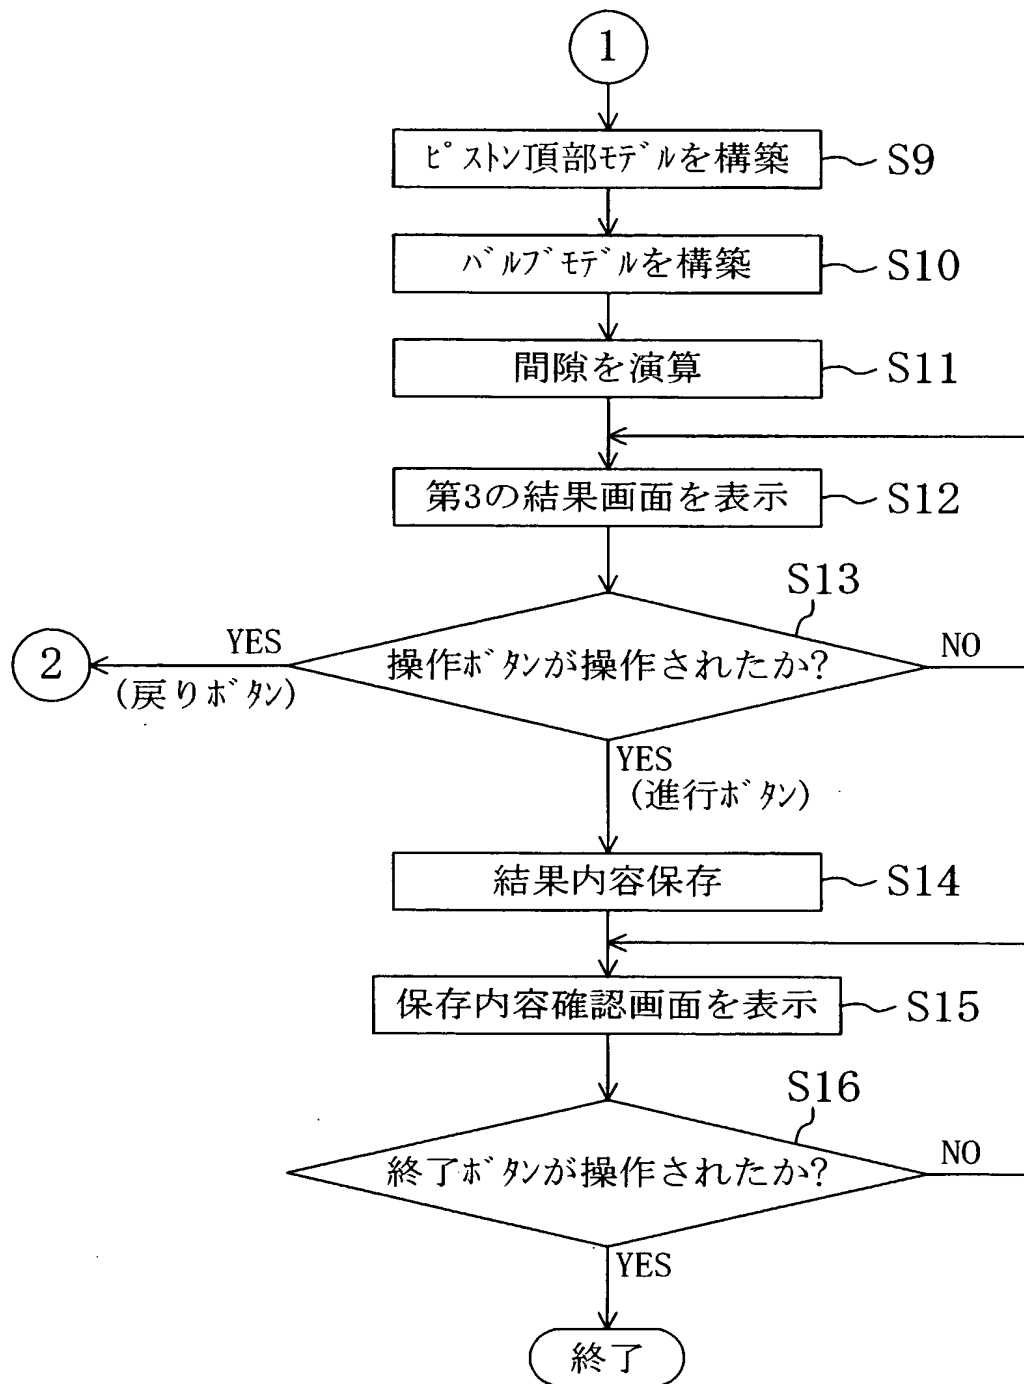 1
ﾋﾟストン頂部ﾓﾃﾞﾙを構築
S9
ﾊﾞﾙﾌﾞﾓﾃﾞﾙを構築
S10
間隙を演算
S11
第3の結果画面を表示
S12
S13
操作ﾎﾞﾀﾝが操作されたか?
YES
(戻りﾎﾞﾀﾝ)
2
NO
YES
(進行ﾎﾞﾀﾝ)
結果内容保存
S14
保存内容確認画面を表示
S15
S16
終了ﾎﾞﾀﾝが操作されたか?
NO
YES
終了